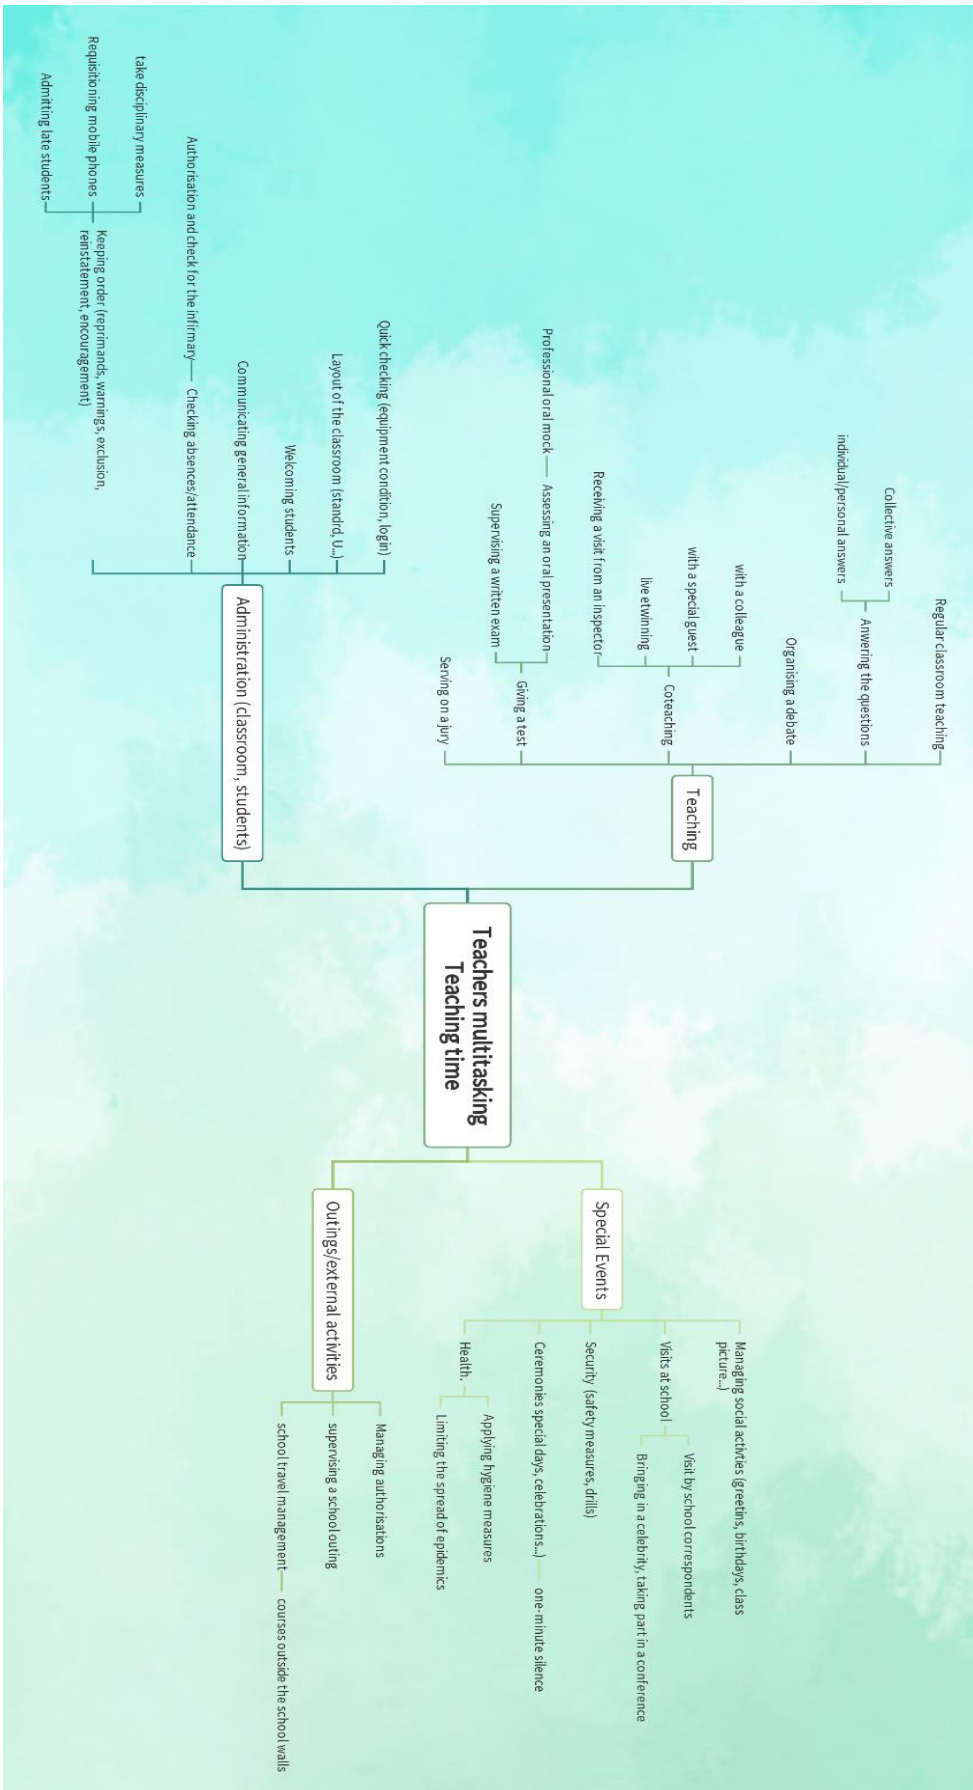 Teachers multitasking
Teaching time
Teaching
Regular classroom teaching
Anwering the questions
Collective answers
individual/personal answers
Organising a debate
Coteaching
with a colleague
with a special guest
live etwinning
Receiving a visit from an inspector
Giving a test
Assessing an oral presentation
Professional oral mock
Supervising a written exam
Serving on a jury
Administration (classroom, students)
Quick checking (equipment condition, login)
Layout of the classroom (standrd, U...)
Welcoming students
Communicating general information
Checking absences/attendance
Authorisation and check for the infirmary
Keeping order (reprimands, warnings, exclusion,
reinstatement, encouragement)
take disciplinary measures
Requisitioning mobile phones
Admitting late students
Special Events
Managing social activties (greetins, birthdays, class
picture...)
Visits at school
Visit by school correspondents
Bringing in a celebrity, taking part in a conference
Security (safety measures, drills)
Ceremonies special days, celebrations...)
one-minute silence
Health.
Applying hygiene measures
Limiting the spread of epidemics
Outings/external activities
Managing authorisations
supervising a school outing
school travel management
courses outside the school walls